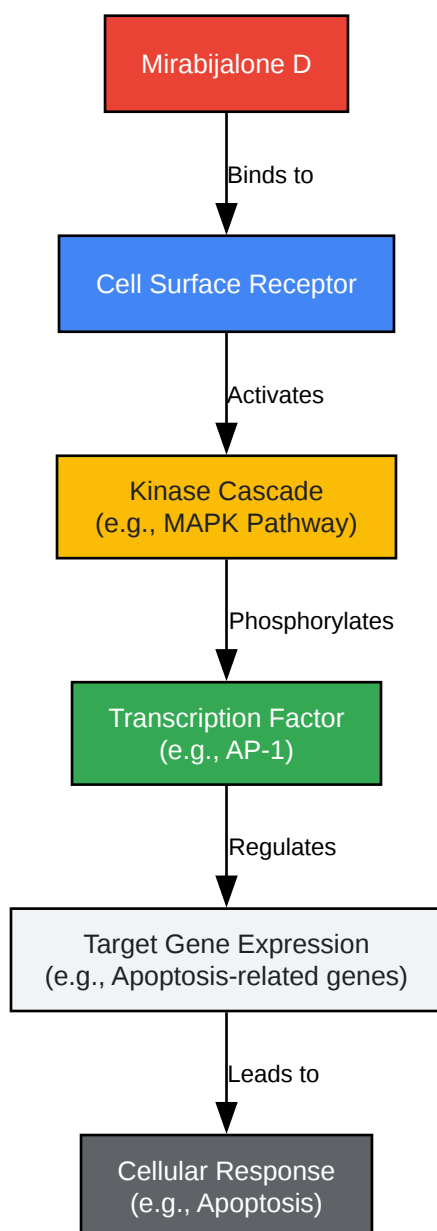 Mirabijalone D
Binds to
Cell Surface Receptor
Activates
Kinase Cascade
(e.g., MAPK Pathway)
Phosphorylates
Transcription Factor
(e.g., AP-1)
Regulates
Target Gene Expression
(e.g., Apoptosis-related genes)
Leads to
Cellular Response
(e.g., Apoptosis)